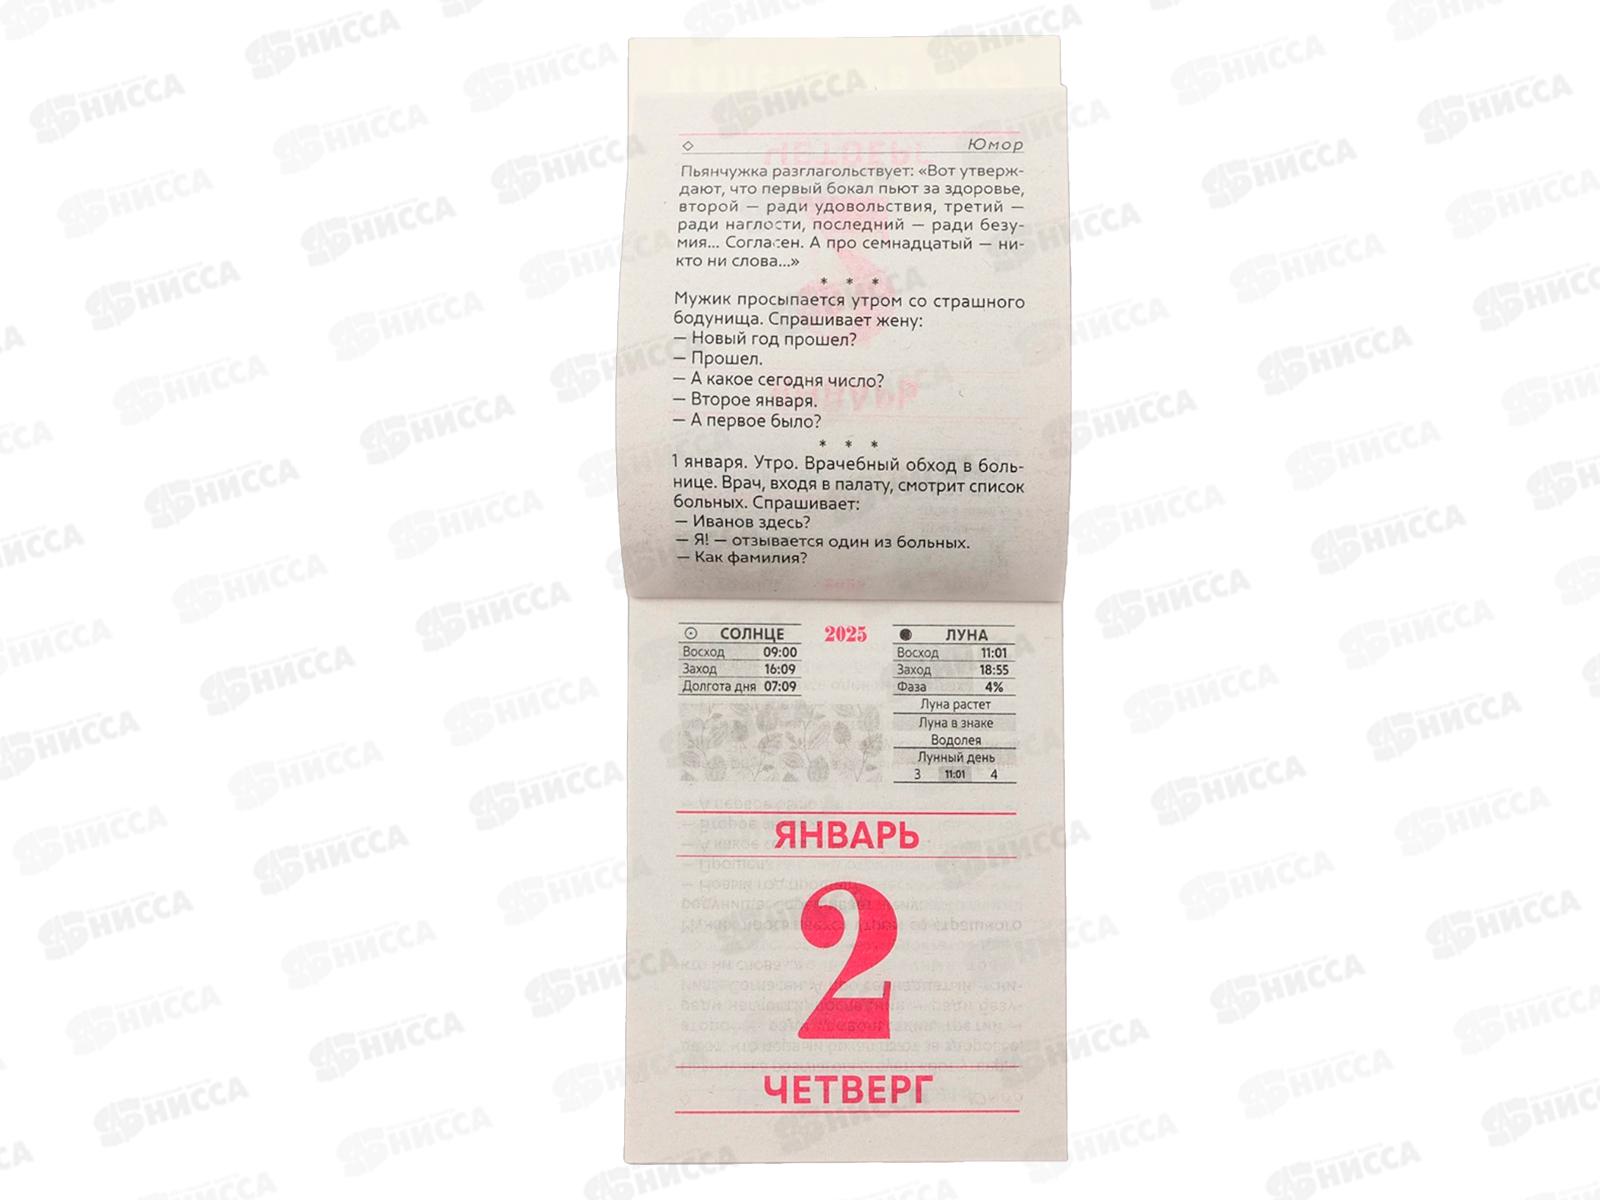 Юмор
Пьянчужка разглагольствует: «Вот утверж-
дают, что первый бокал пьют за здоровье,
второй — ради удовольствия, третий —
ради наглости, последний — ради безу-
мия... Согласен. А про семнадцатый — ни-
кто ни слова...»
* * *
Мужик просыпается утром со страшного
бодунища. Спрашивает жену:
— Новый год прошел?
— Прошел.
— А какое сегодня число?
— Второе января.
— А первое было?
* * *
1 января. Утро. Врачебный обход в боль-
нице. Врач, входя в палату, смотрит список
больных. Спрашивает:
— Иванов здесь?
— Я! — отзывается один из больных.
— Как фамилия?
СОЛНЦЕ
Восход 09:00
Заход 16:09
Долгота дня 07:09
2025
ЛУНА
Восход 11:01
Заход 18:55
Фаза 4%
Луна растет
Луна в знаке
Водолея
Лунный день
3 11:01 4
ЯНВАРЬ
2
ЧЕТВЕРГ